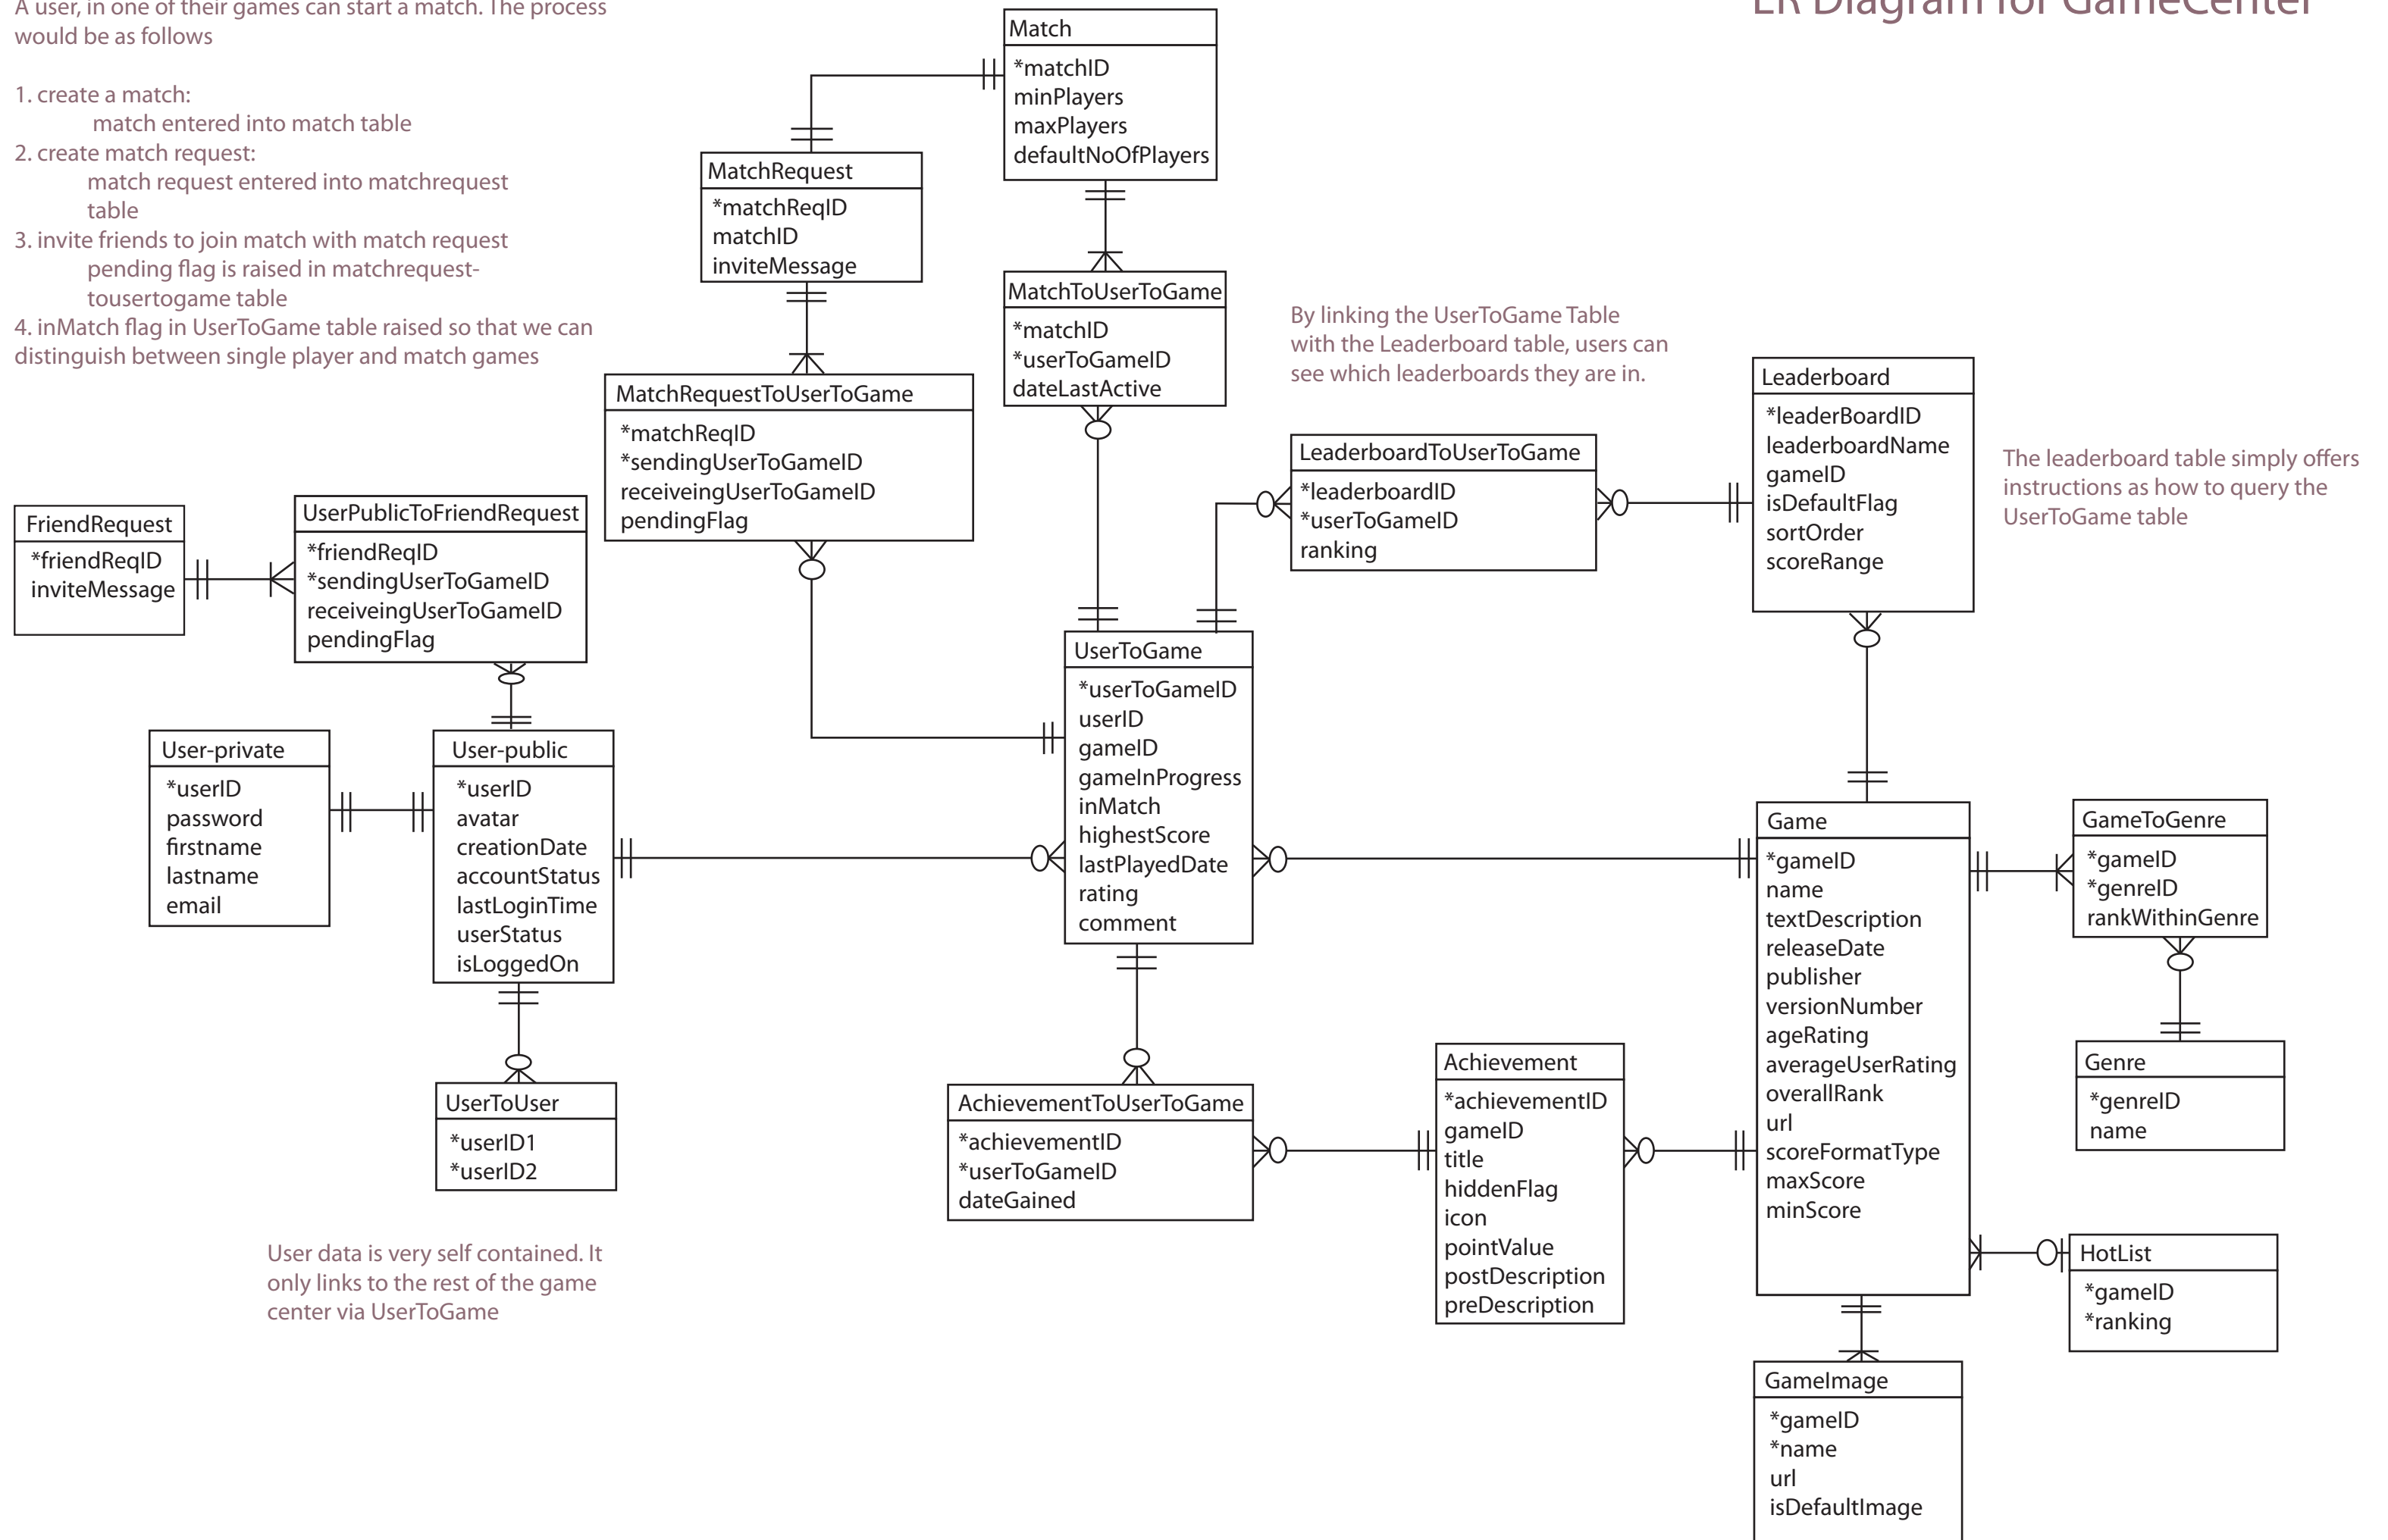 A user, in one of their games can start a match. The process
would be as follows
1. create a match:
match entered into match table
2. create match request:
match request entered into matchrequest
table
3. invite friends to join match with match request
pending flag is raised in matchrequest-
tousertogame table
4. inMatch flag in UserToGame table raised so that we can
distinguish between single player and match games
ER Diagram for GameCenter
Match
*matchID
minPlayers
maxPlayers
defaultNoOfPlayers
MatchRequest
*matchReqID
matchID
inviteMessage
MatchToUserToGame
*matchID
*userToGameID
dateLastActive
By linking the UserToGame Table
with the Leaderboard table, users can
see which leaderboards they are in.
MatchRequestToUserToGame
*matchReqID
*sendingUserToGameID
receiveingUserToGameID
pendingFlag
Leaderboard
*leaderBoardID
leaderboardName
gameID
isDefaultFlag
sortOrder
scoreRange
LeaderboardToUserToGame
*leaderboardID
*userToGameID
ranking
The leaderboard table simply offers
instructions as how to query the
UserToGame table
FriendRequest
*friendReqID
inviteMessage
UserPublicToFriendRequest
*friendReqID
*sendingUserToGameID
receiveingUserToGameID
pendingFlag
UserToGame
*userToGameID
userID
gameID
gameInProgress
inMatch
highestScore
lastPlayedDate
rating
comment
User-private
*userID
password
firstname
lastname
email
User-public
*userID
avatar
creationDate
accountStatus
lastLoginTime
userStatus
isLoggedOn
Game
*gameID
name
textDescription
releaseDate
publisher
versionNumber
ageRating
averageUserRating
overallRank
url
scoreFormatType
maxScore
minScore
GameToGenre
*gameID
*genreID
rankWithinGenre
Genre
*genreID
name
UserToUser
*userID1
*userID2
AchievementToUserToGame
*achievementID
*userToGameID
dateGained
Achievement
*achievementID
gameID
title
hiddenFlag
icon
pointValue
postDescription
preDescription
HotList
*gameID
*ranking
User data is very self contained. It
only links to the rest of the game
center via UserToGame
GameImage
*gameID
*name
url
isDefaultImage